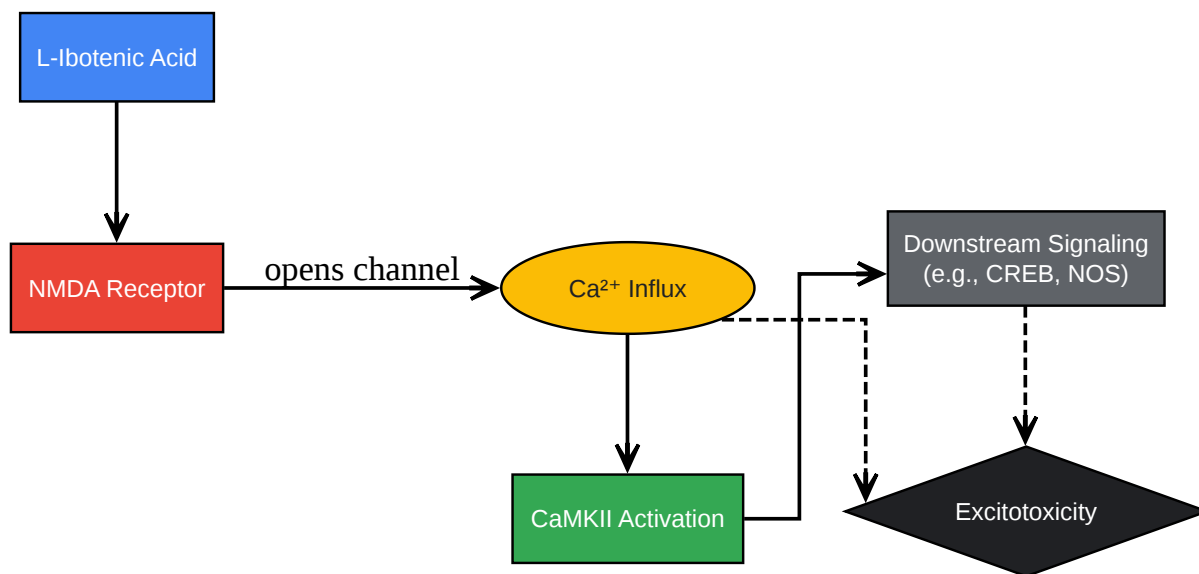 L-Ibotenic Acid
NMDA Receptor
opens channel
Ca²⁺ Influx
Downstream Signaling
(e.g., CREB, NOS)
CaMKII Activation
Excitotoxicity